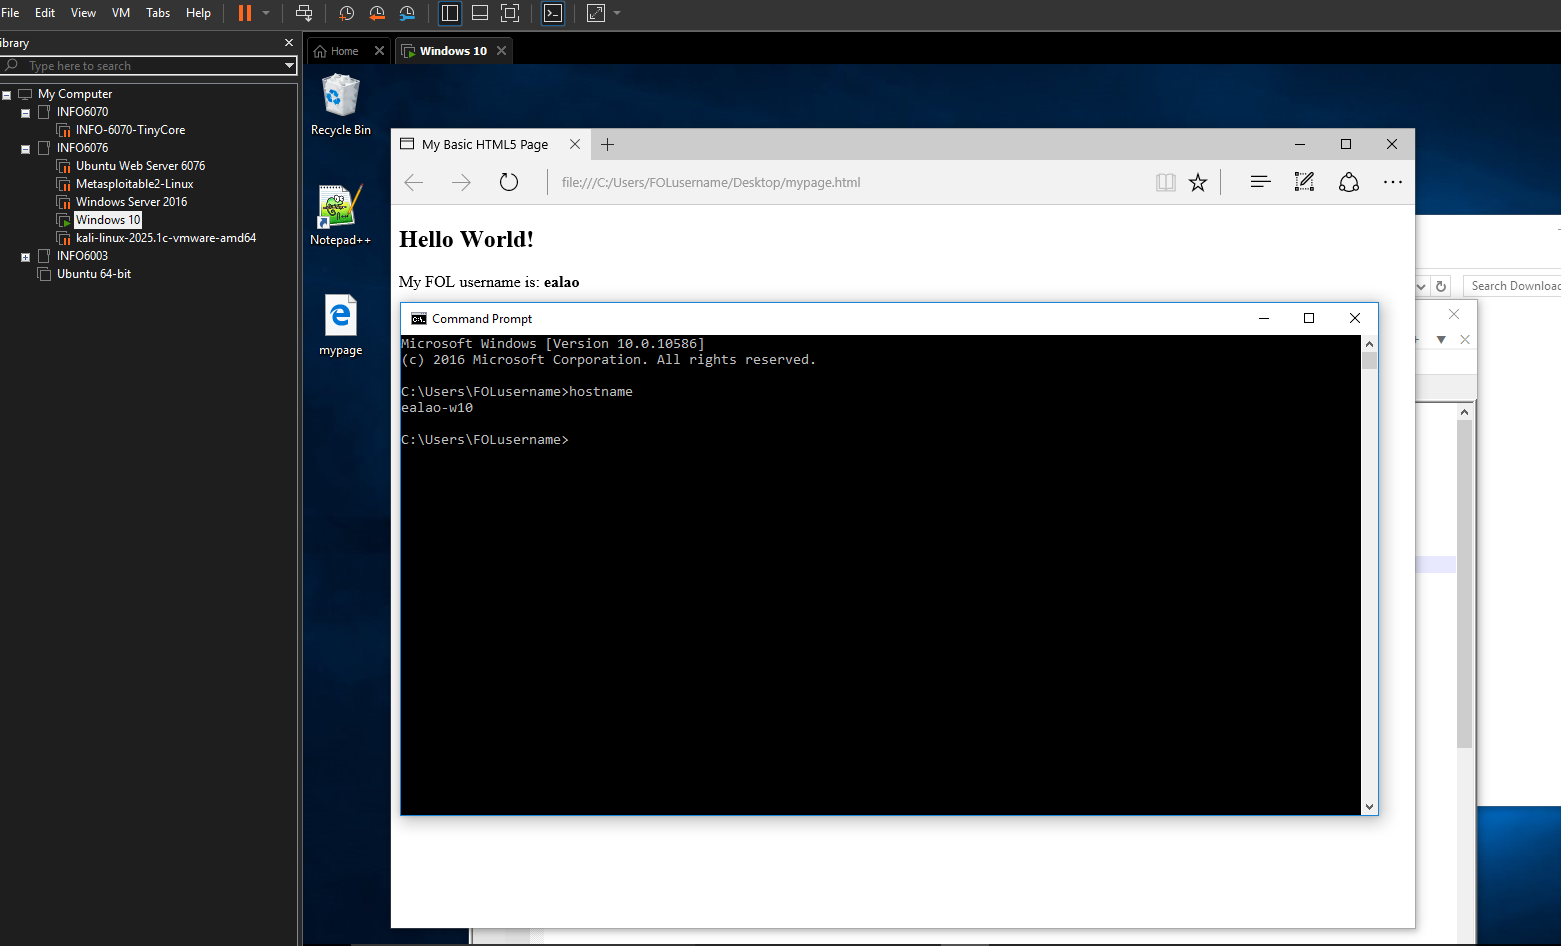 File Edit View VM Tabs Help
ibrary
Type here to search
My Computer
INFO6070
INFO-6070-TinyCore
INFO6076
Ubuntu Web Server 6076
Metasploitable2-Linux
Windows Server 2016
Windows 10
kali-linux-2025.1c-vmware-amd64
INFO6003
Ubuntu 64-bit
Home
Windows 10
Recycle Bin
Notepad++
mypage
My Basic HTML5 Page
file:///C:/Users/FOLusername/Desktop/mypage.html
Hello World!
My FOL username is: ealao
Search Download
Command Prompt
Microsoft Windows [Version 10.0.10586]
(c) 2016 Microsoft Corporation. All rights reserved.
C:\Users\FOLusername>hostname
ealao-w10
C:\Users\FOLusername>